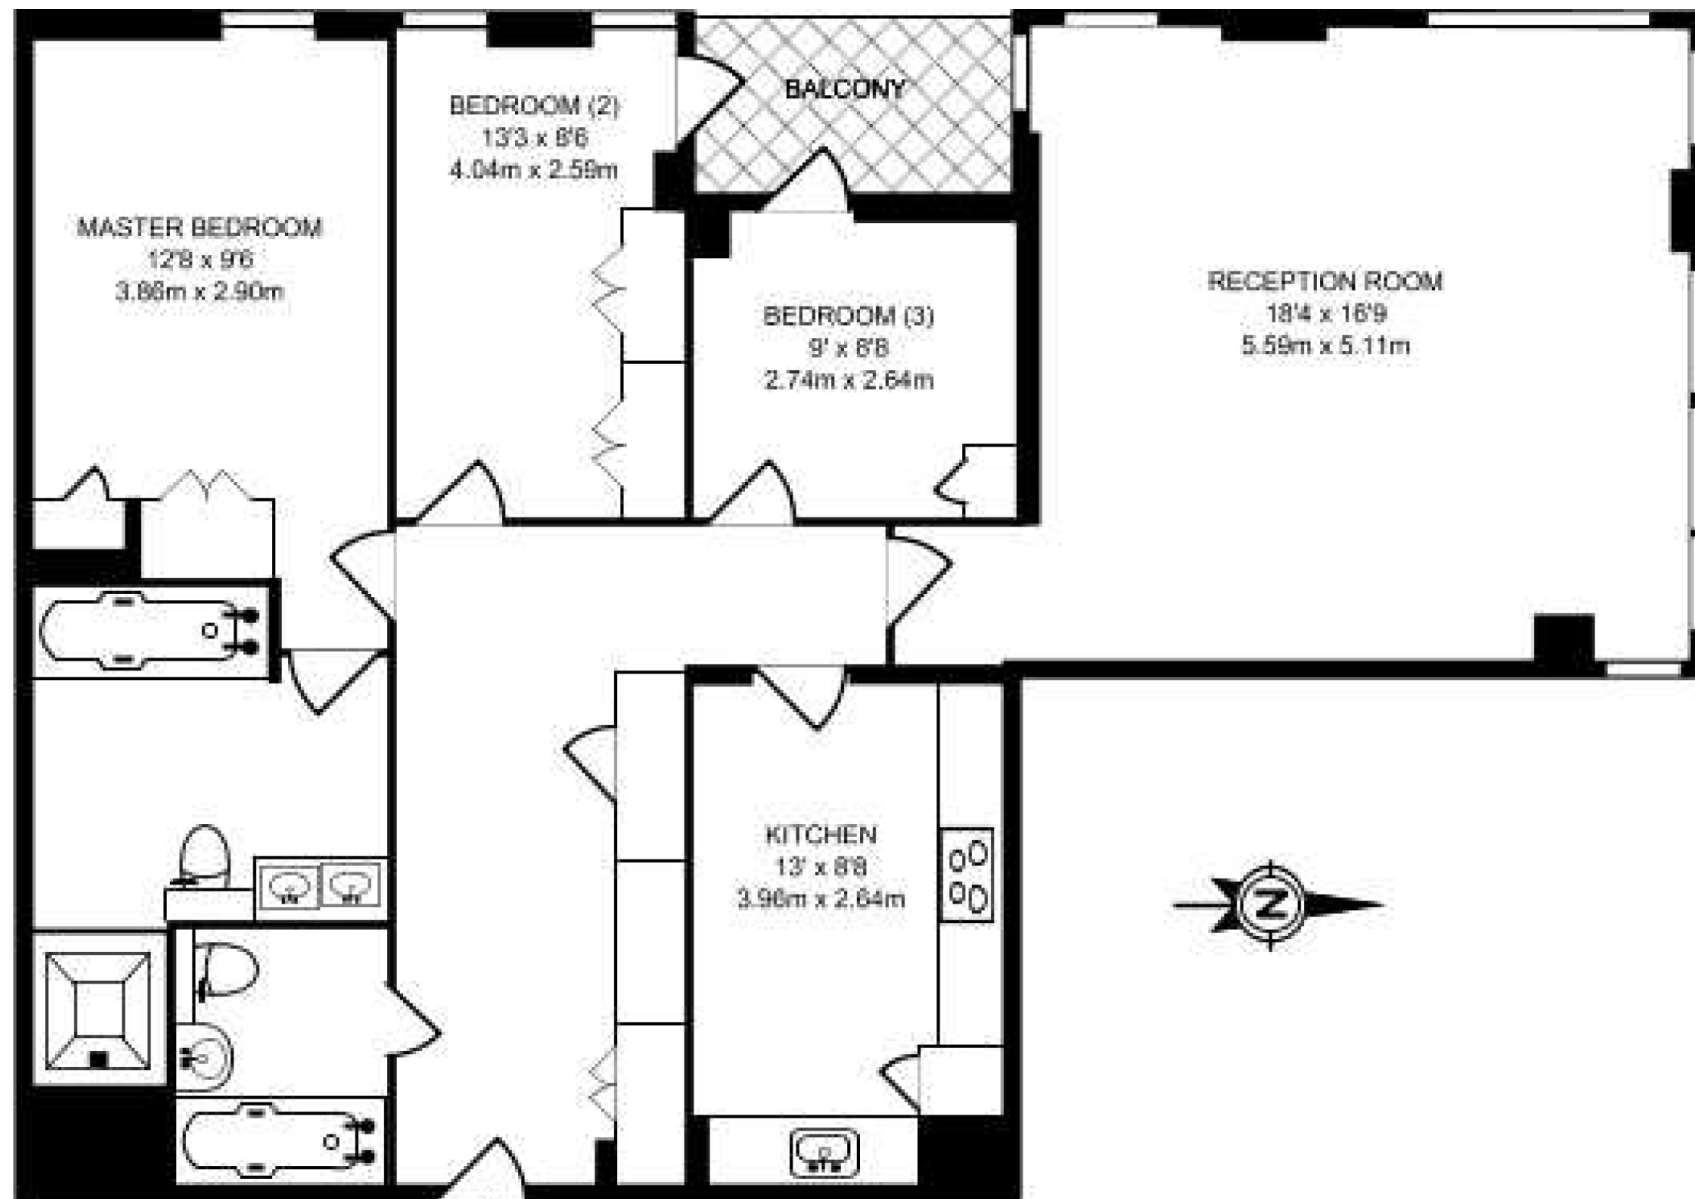 MASTER BEDROOM
12'8 x 9'6
3.86m x 2.90m
BEDROOM (2)
13'3 x 8'6
4.04m x 2.59m
BALCONY
BEDROOM (3)
9' x 8'8
2.74m x 2.64m
RECEPTION ROOM
18'4 x 16'9
5.59m x 5.11m
KITCHEN
13' x 8'8
3.96m x 2.64m
N